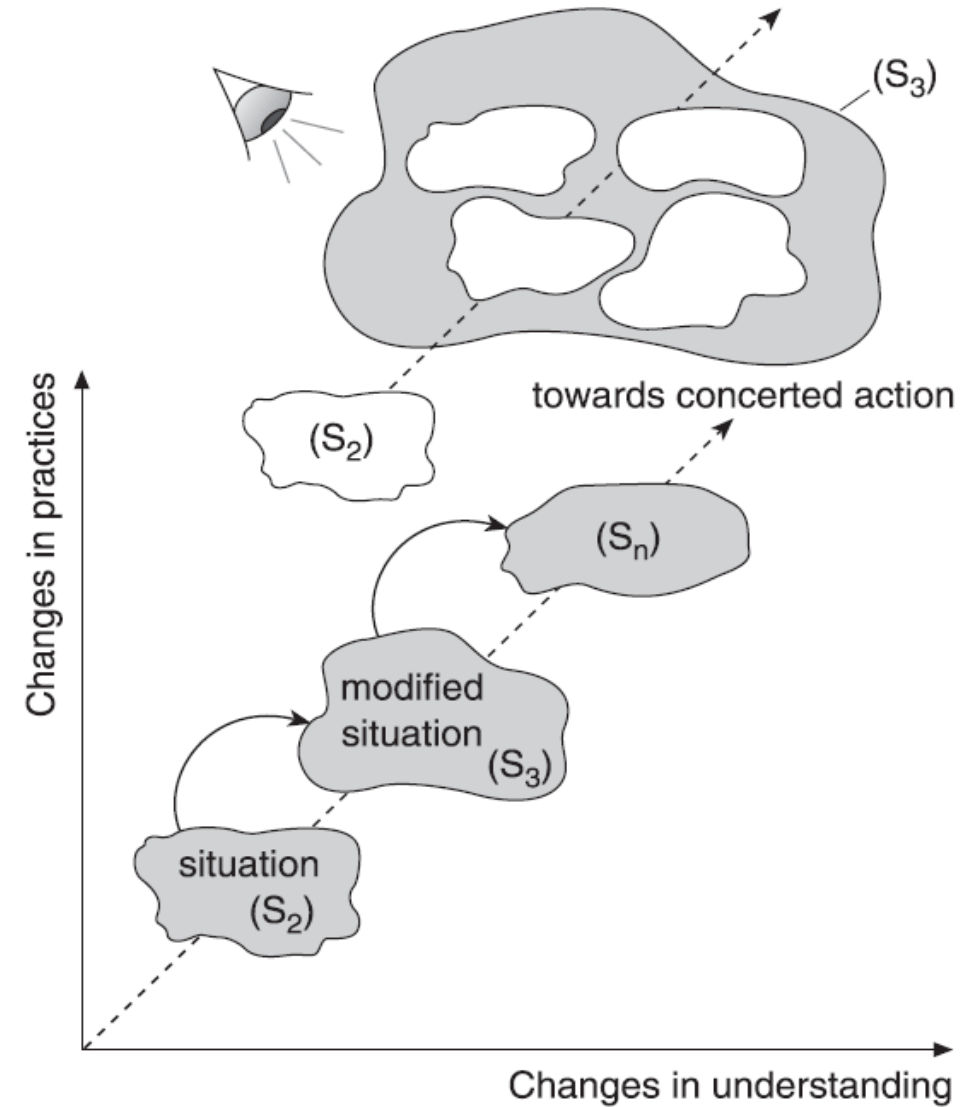 (S₃)
Changes in practices
towards concerted action
(S₂)
(Sₙ)
modified
situation
(S₃)
situation
(S₂)
Changes in understanding